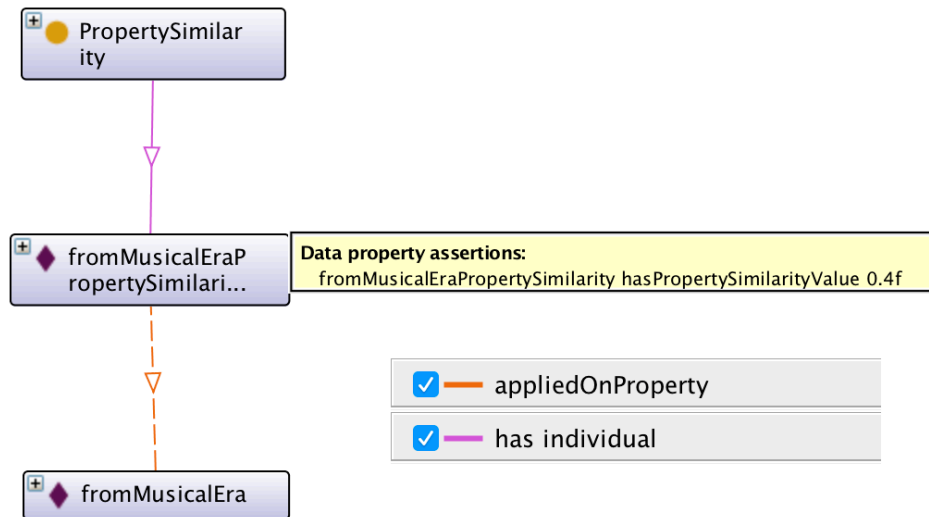 PropertySimilar
ity
fromMusicalEraP
ropertySimilari...
Data property assertions:
fromMusicalEraPropertySimilarity hasPropertySimilarityValue 0.4f
appliedOnProperty
has individual
fromMusicalEra